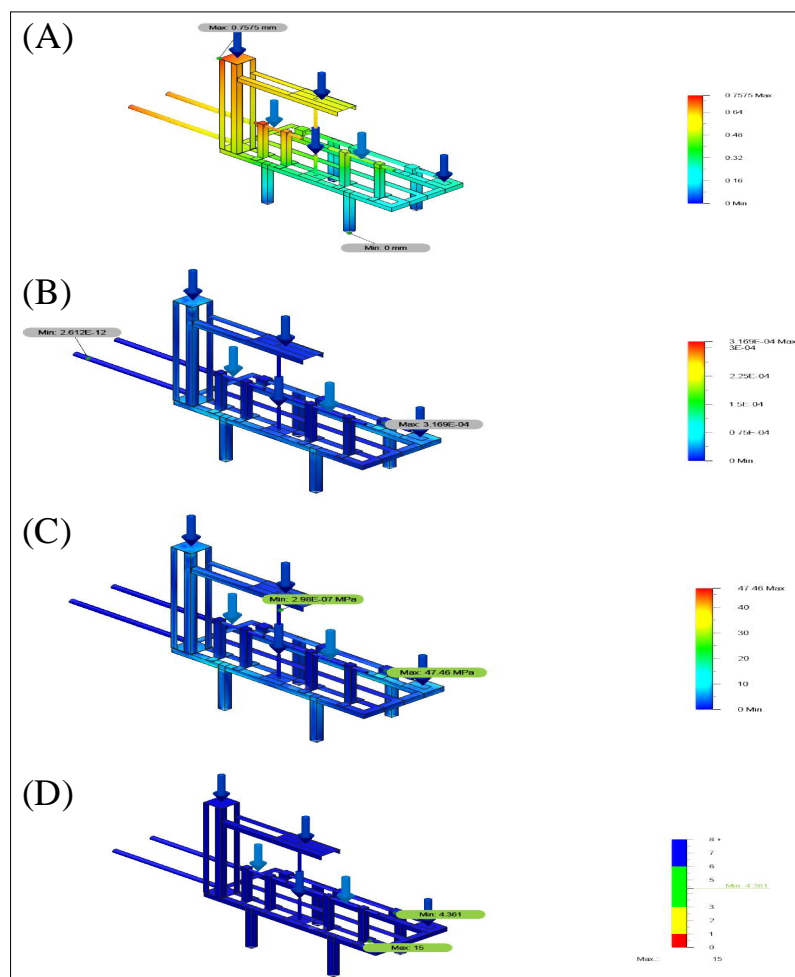 (A)
Max: 0.7575 mm
Min: 0 mm
0.7575 Max
0.64
0.48
0.32
0.16
0 Min
(B)
Min: 2.612E-12
Max: 3.169E-04
3.169E-04 Max
3E-04
2.25E-04
1.5E-04
0.75E-04
0 Min
(C)
Min: 2.98E-07 MPa
Max: 47.46 MPa
47.46 Max
40
30
20
10
0 Min
(D)
Min: 4.361
Max: 15
8 +
7
6
5
Min: 4.361
3
2
1
0
Max.: 15